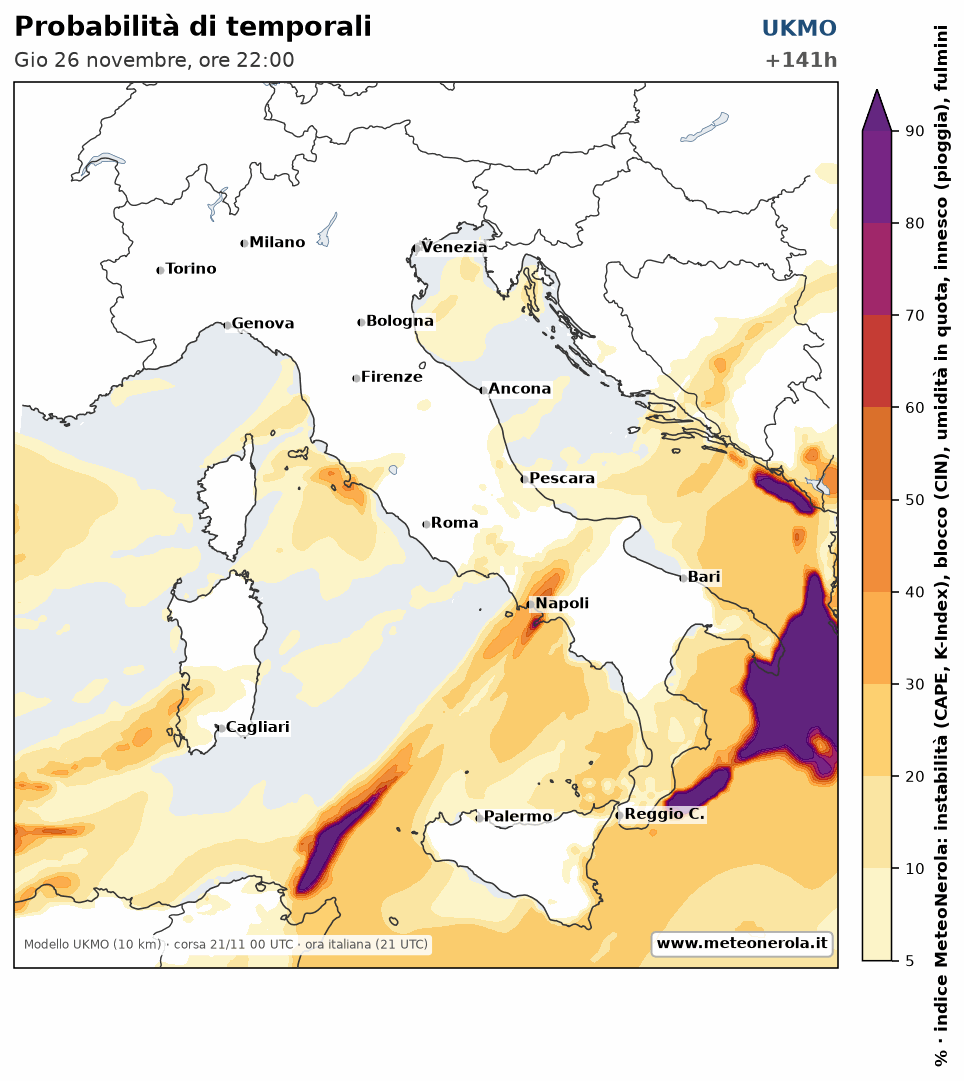 Probabilità di temporali
UKMO
Gio 26 novembre, ore 22:00
+141h
Milano
Venezia
Torino
Genova
Bologna
Firenze
Ancona
Pescara
Roma
Bari
Napoli
Cagliari
Palermo
Reggio C.
Modello UKMO (10 km) · corsa 21/11 00 UTC · ora italiana (21 UTC)
www.meteonerola.it
90
80
70
60
50
40
30
20
10
5
% · indice MeteoNerola: instabilità (CAPE, K-Index), blocco (CIN), umidità in quota, innesco (pioggia), fulmini